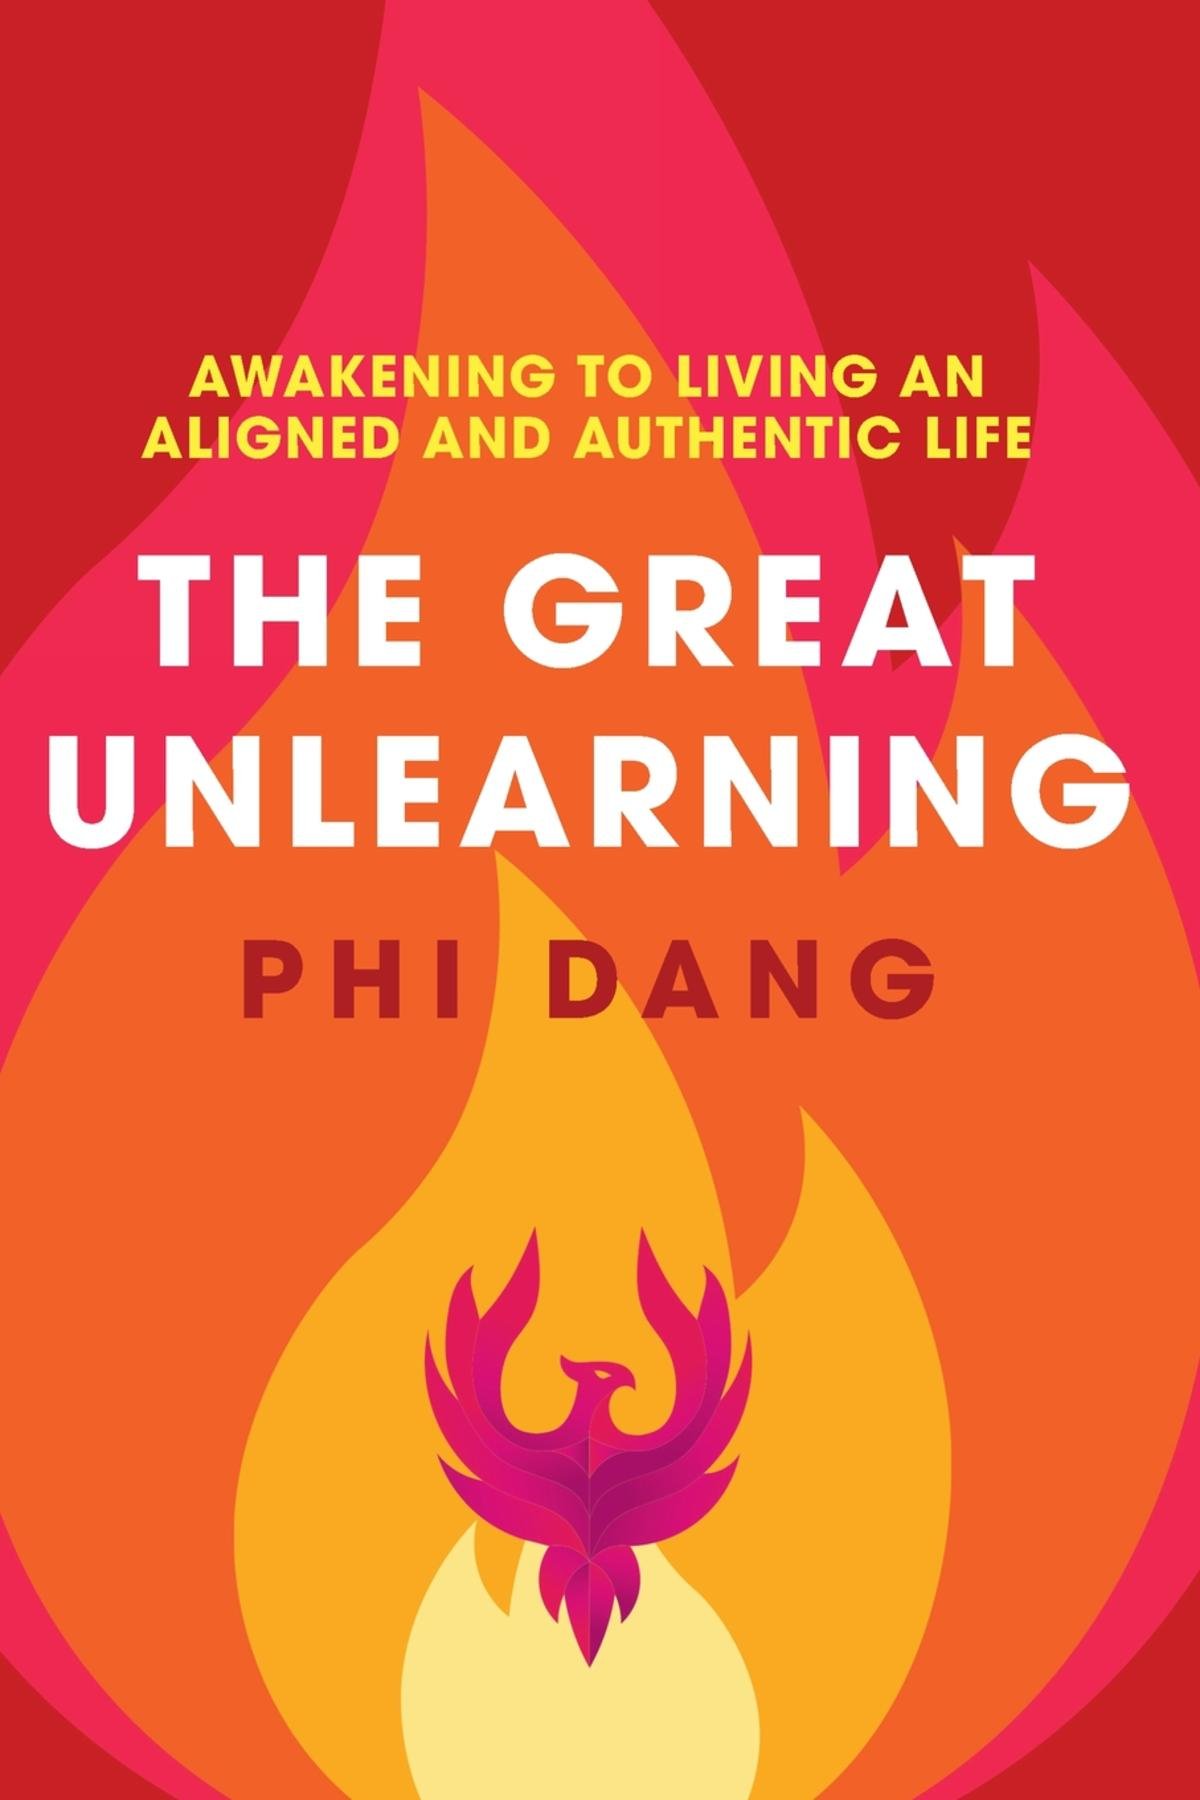 AWAKENING TO LIVING AN
ALIGNED AND AUTHENTIC LIFE
THE GREAT
UNLEARNING
PHI DANG